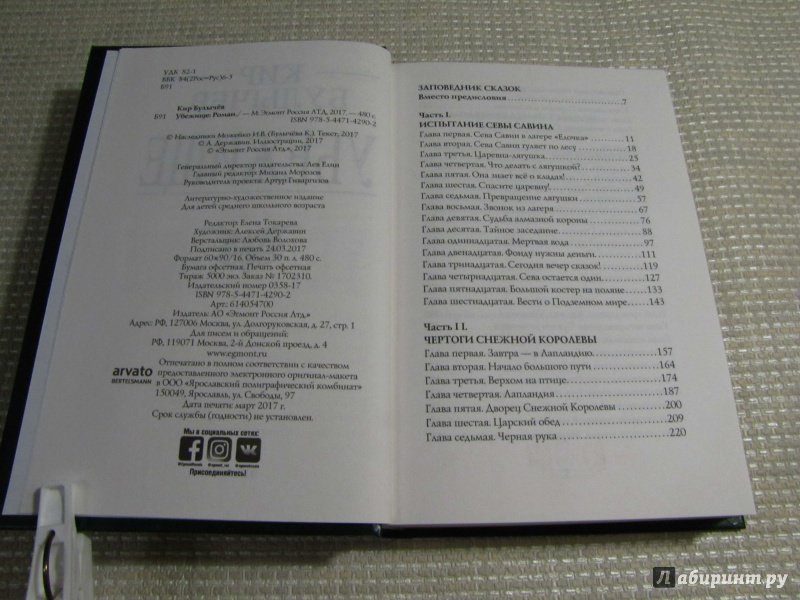 УДК 82-1
ББК 84(2Рос=Рус)6-5
Б91
Кир Булычёв
Б91 Убежище: Роман. / — М. Эгмонт Россия ЛТД, 2017 — 480 с.
ISBN 978-5-4471-4290-2
© Наследники Можейко И.В. (Булычёва К.). Текст, 2017
© А. Державин. Иллюстрации, 2017
© «Эгмонт Россия Лтд.», 2017
Генеральный директор издательства: Лев Елин
Главный редактор: Михаил Морозов
Руководитель проекта: Артур Гиваргизов
Литературно-художественное издание
Для детей среднего школьного возраста
Редактор: Елена Токарева
Художник: Алексей Державин
Верстальщик: Любовь Волохова
Подписано в печать 24.03.2017
Формат 60×90/16. Объем 30 п. л. 480 с.
Бумага офсетная. Печать офсетная
Тираж 5000 экз. Заказ № 1702310.
Издательский номер 0358-17
ISBN 978-5-4471-4290-2
Арт.: 614054700
Издатель: АО «Эгмонт Россия Лтд.»
Адрес: РФ, 127006 Москва, ул. Долгоруковская, д. 27, стр. 1
Для писем и обращений:
РФ, 119071 Москва, 2-й Донской проезд, д. 4
www.egmont.ru
arvato
BERTELSMANN
Отпечатано в полном соответствии с качеством
предоставленного электронного оригинал-макета
в ООО «Ярославский полиграфический комбинат»
150049, Ярославль, ул. Свободы, 97
Дата печати: март 2017 г.
Срок службы (годности) не установлен.
Мы в социальных сетях:
Присоединяйтесь!
ЗАПОВЕДНИК СКАЗОК
Вместо предисловия 7
Часть I.
ИСПЫТАНИЕ СЕВЫ САВИНА
Глава первая. Сева Савин в лагере «Елочка» 11
Глава вторая. Сева Савин гуляет по лесу 18
Глава третья. Царевна-лягушка 25
Глава четвертая. Что делать с лягушкой? 34
Глава пятая. Она знает всё о кладах! 42
Глава шестая. Спасите царевну! 49
Глава седьмая. Превращение лягушки 57
Глава восьмая. Звонок из лагеря 67
Глава девятая. Судьба алмазной короны 76
Глава десятая. Тайное заседание 88
Глава одиннадцатая. Мертвая вода 97
Глава двенадцатая. Фонду нужны деньги 111
Глава тринадцатая. Сегодня вечер сказок! 119
Глава четырнадцатая. Сева остается один 127
Глава пятнадцатая. Большой костер на поляне 133
Глава шестнадцатая. Вести о Подземном мире 143
Часть II.
ЧЕРТОГИ СНЕЖНОЙ КОРОЛЕВЫ
Глава первая. Завтра — в Лапландию 157
Глава вторая. Начало большого пути 164
Глава третья. Верхом на птице 174
Глава четвертая. Лапландия 187
Глава пятая. Дворец Снежной Королевы 200
Глава шестая. Царский обед 209
Глава седьмая. Черная рука 220
Лабиринт.ру